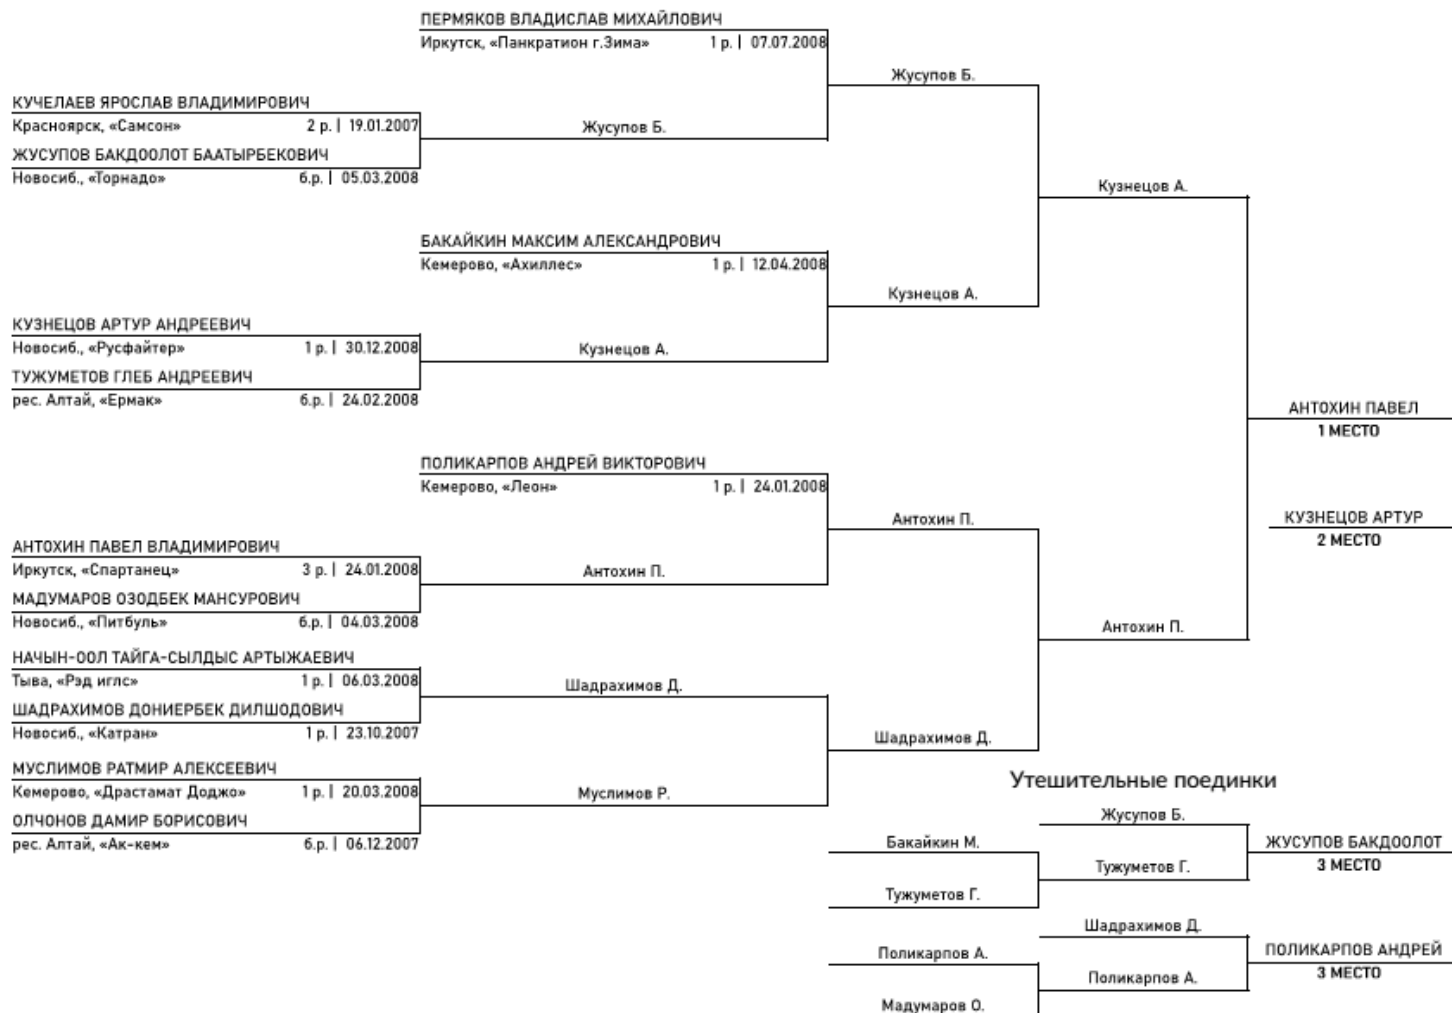 ПЕРМЯКОВ ВЛАДИСЛАВ МИХАЙЛОВИЧ
Иркутск, «Панкратион г.Зима» 1 р. | 07.07.2008
Жусупов Б.
КУЧЕЛАЕВ ЯРОСЛАВ ВЛАДИМИРОВИЧ
Красноярск, «Самсон» 2 р. | 19.01.2007
Жусупов Б.
ЖУСУПОВ БАКДООЛОТ БААТЫРБЕКОВИЧ
Новосиб., «Торнадо» б.р. | 05.03.2008
Кузнецов А.
БАКАЙКИН МАКСИМ АЛЕКСАНДРОВИЧ
Кемерово, «Ахиллес» 1 р. | 12.04.2008
Кузнецов А.
КУЗНЕЦОВ АРТУР АНДРЕЕВИЧ
Новосиб., «Русфайтер» 1 р. | 30.12.2008
Кузнецов А.
ТУЖУМЕТОВ ГЛЕБ АНДРЕЕВИЧ
рес. Алтай, «Ермак» б.р. | 24.02.2008
АНТОХИН ПАВЕЛ
1 МЕСТО
ПОЛИКАРПОВ АНДРЕЙ ВИКТОРОВИЧ
Кемерово, «Леон» 1 р. | 24.01.2008
Антохин П.
КУЗНЕЦОВ АРТУР
2 МЕСТО
АНТОХИН ПАВЕЛ ВЛАДИМИРОВИЧ
Иркутск, «Спартанец» 3 р. | 24.01.2008
Антохин П.
МАДУМАРОВ ОЗОДБЕК МАНСУРОВИЧ
Новосиб., «Питбуль» б.р. | 04.03.2008
Антохин П.
НАЧЫН-ООЛ ТАЙГА-СЫЛДЫС АРТЫЖАЕВИЧ
Тыва, «Рэд иглс» 1 р. | 06.03.2008
Шадрахимов Д.
ШАДРАХИМОВ ДОНИЕРБЕК ДИЛШОДОВИЧ
Новосиб., «Катран» 1 р. | 23.10.2007
Шадрахимов Д.
МУСЛИМОВ РАТМИР АЛЕКСЕЕВИЧ
Кемерово, «Драстамат Доджо» 1 р. | 20.03.2008
Муслимов Р.
ОЛЧОНОВ ДАМИР БОРИСОВИЧ
рес. Алтай, «Ак-кем» б.р. | 06.12.2007
Утешительные поединки
Жусупов Б.
Бакайкин М.
ЖУСУПОВ БАКДООЛОТ
3 МЕСТО
Тужуметов Г.
Тужуметов Г.
Шадрахимов Д.
Поликарпов А.
ПОЛИКАРПОВ АНДРЕЙ
3 МЕСТО
Поликарпов А.
Мадумаров О.